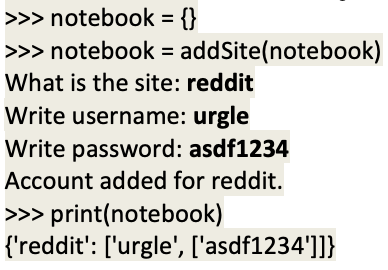 >>> notebook = {}
>>> notebook = addSite(notebook)
What is the site: reddit
Write username: urgle
Write password: asdf1234
Account added for reddit.
>>> print(notebook)
{'reddit': ['urgle', ['asdf1234']]}